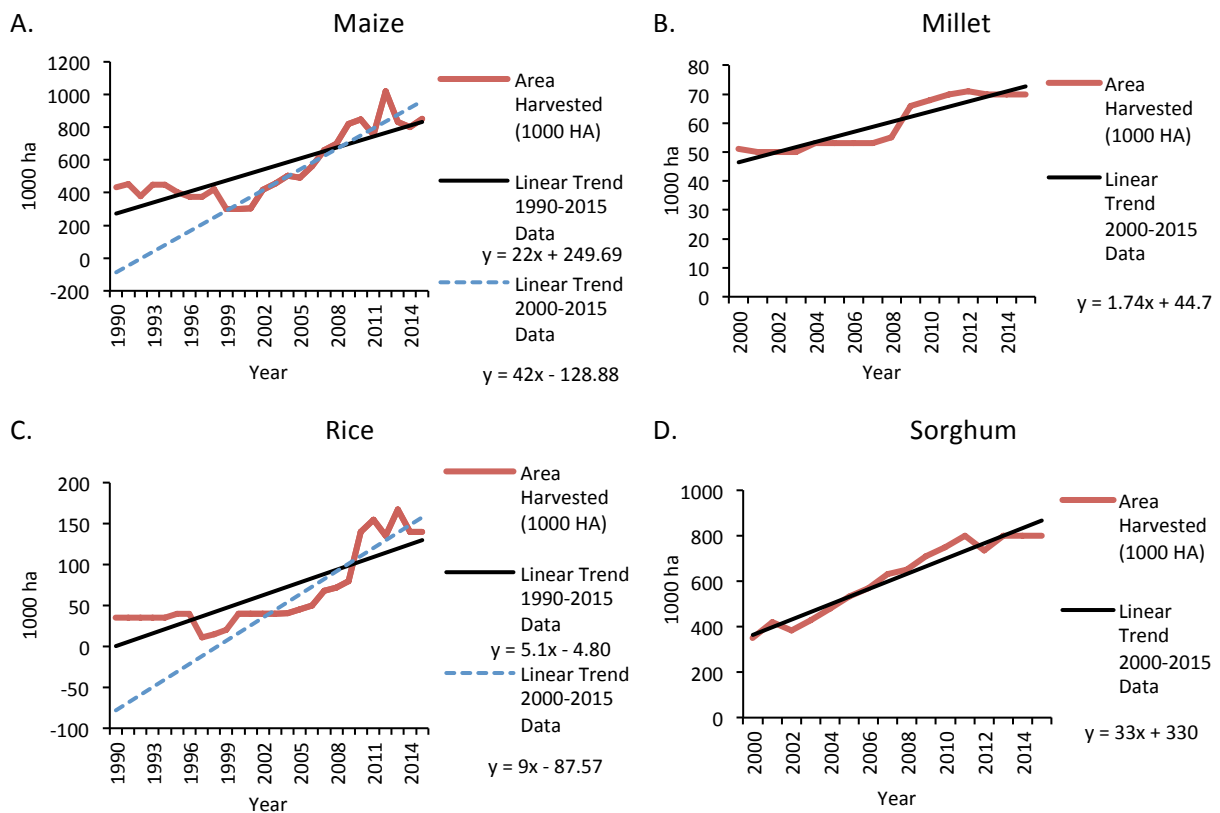 A.
Maize
1200
1000
800
600
400
200
0
-200
1000 ha
1990
1993
1996
1999
2002
2005
2008
2011
2014
Year
Area
Harvested
(1000 HA)
Linear Trend
1990-2015
Data
y = 22x + 249.69
Linear Trend
2000-2015
Data
y = 42x - 128.88
B.
Millet
80
70
60
50
40
30
20
10
0
1000 ha
2000
2002
2004
2006
2008
2010
2012
2014
Year
Area
Harvested
(1000 HA)
Linear
Trend
2000-2015
Data
y = 1.74x + 44.7
C.
Rice
200
150
100
50
0
-50
-100
1000 ha
1990
1993
1996
1999
2002
2005
2008
2011
2014
Year
Area
Harvested
(1000 HA)
Linear Trend
1990-2015
Data
y = 5.1x - 4.80
Linear Trend
2000-2015
Data
y = 9x - 87.57
D.
Sorghum
1000
800
600
400
200
0
1000 ha
2000
2002
2004
2006
2008
2010
2012
2014
Year
Area
Harvested
(1000 HA)
Linear
Trend
2000-2015
Data
y = 33x + 330